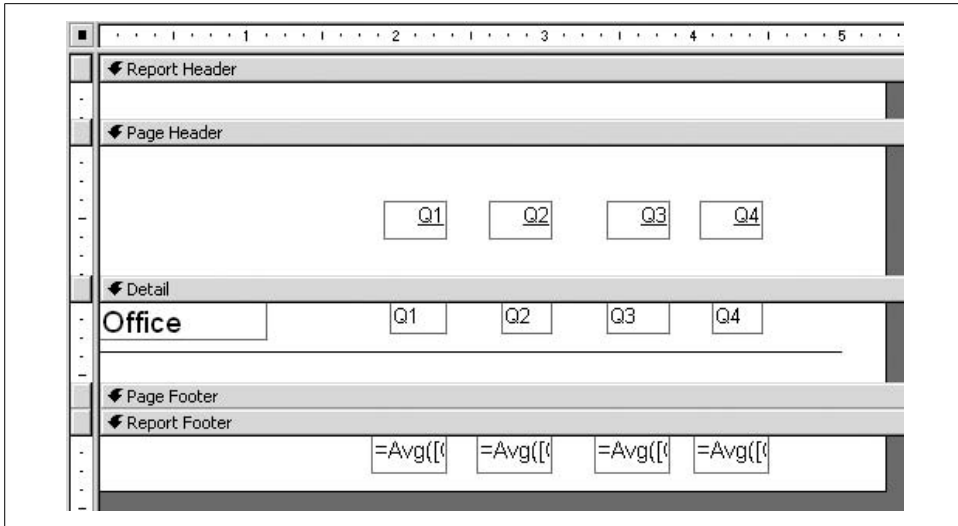 1 2 3 4 5
Report Header
Page Header
Q1 Q2 Q3 Q4
Detail
Office Q1 Q2 Q3 Q4
Page Footer
Report Footer
=Avg([ =Avg([ =Avg([ =Avg([